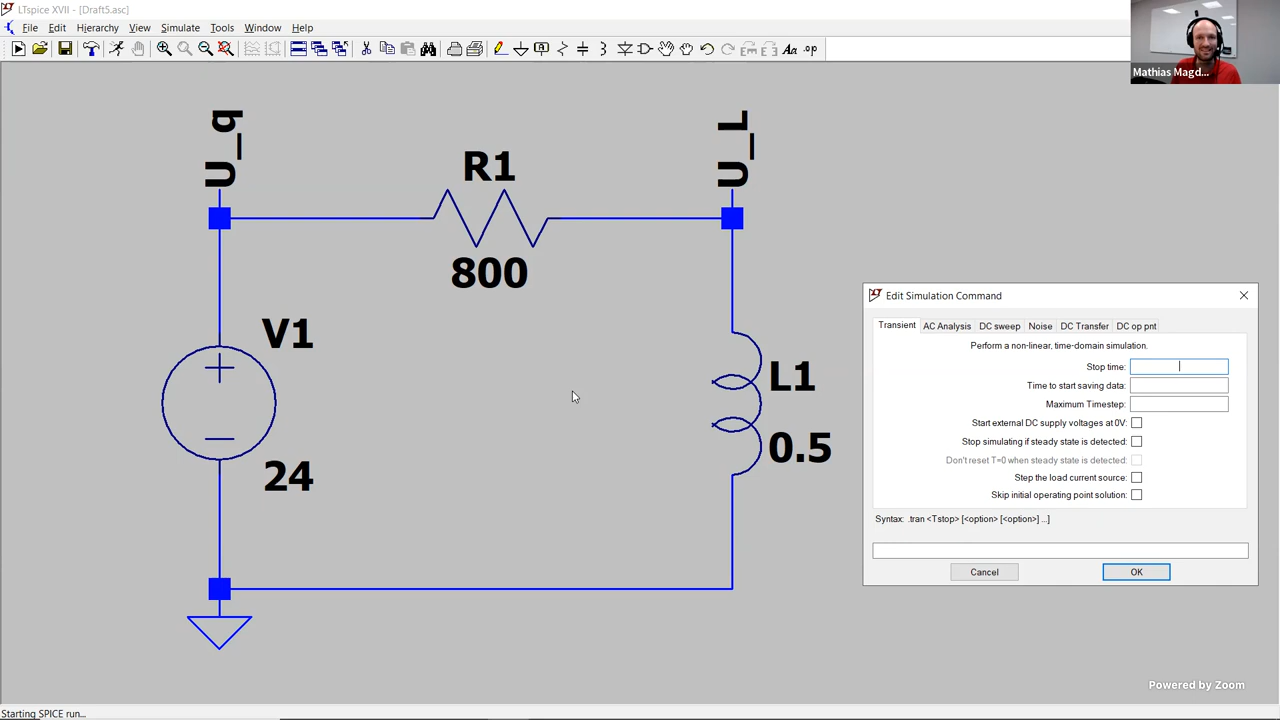 LTspice XVII - [Draft5.asc]
File Edit Hierarchy View Simulate Tools Window Help
.op
Mathias Magd...
U_q
U_L
R1
800
V1
24
L1
0.5
Edit Simulation Command
Transient AC Analysis DC sweep Noise DC Transfer DC op pnt
Perform a non-linear, time-domain simulation.
Stop time:
Time to start saving data:
Maximum Timestep:
Start external DC supply voltages at 0V:
Stop simulating if steady state is detected:
Don't reset T=0 when steady state is detected:
Step the load current source:
Skip initial operating point solution:
Syntax: .tran <Tstop> [<option> [<option>] ...]
Cancel OK
Powered by Zoom
Starting SPICE run...